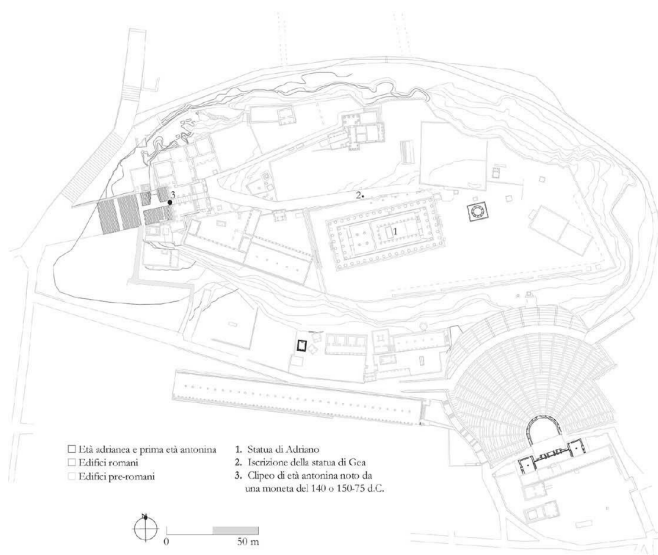 3
2
1
Età adrianea e prima età antonina
Edifici romani
Edifici pre-romani
1. Statua di Adriano
2. Iscrizione della statua di Gea
3. Clipeo di età antonina noto da
una moneta del 140 o 150-75 d.C.
N
0 50 m